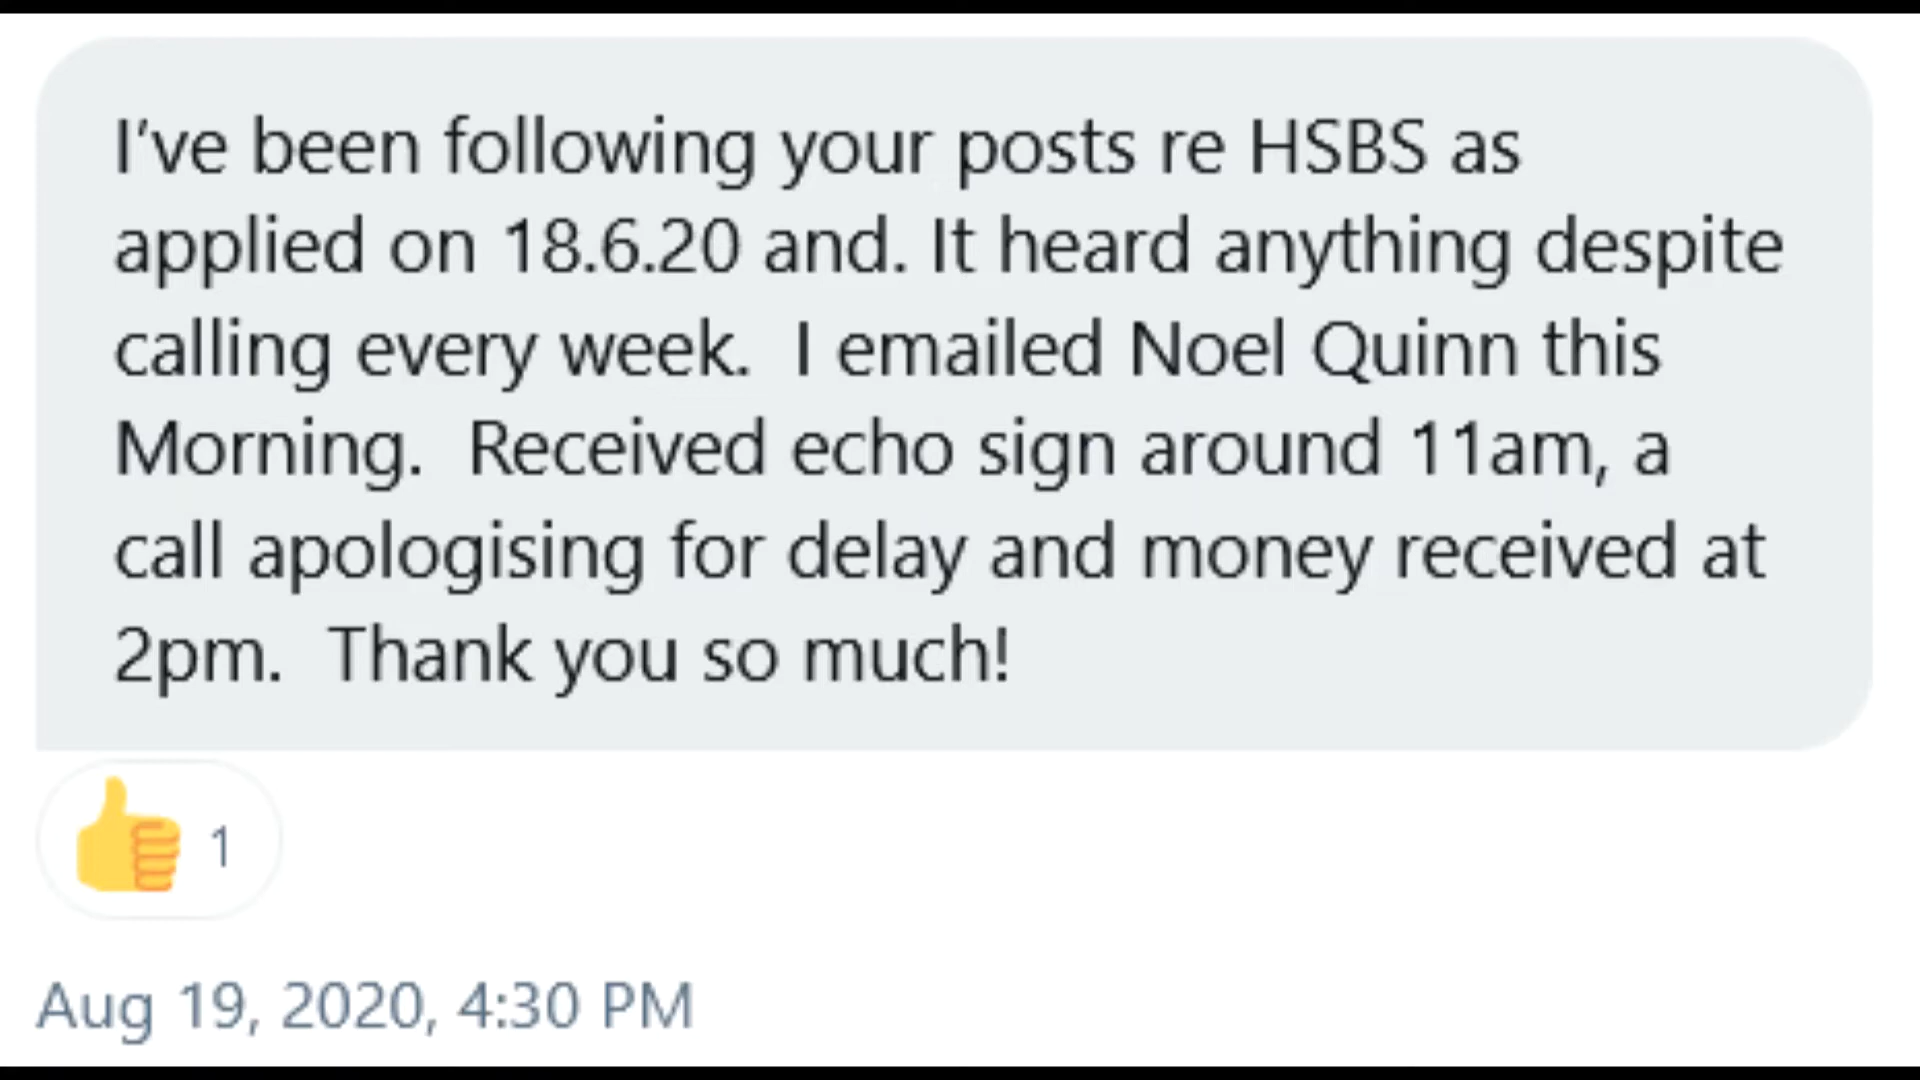 I've been following your posts re HSBS as
applied on 18.6.20 and. It heard anything despite
calling every week.  I emailed Noel Quinn this
Morning.  Received echo sign around 11am, a
call apologising for delay and money received at
2pm.  Thank you so much!
1
Aug 19, 2020, 4:30 PM